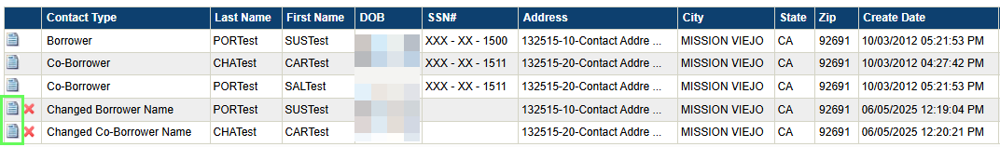 Contact Type Last Name First Name DOB SSN# Address City State Zip Create Date
Borrower PORTest SUSTest XXX - XX - 1500 132515-10-Contact Addre ... MISSION VIEJO CA 92691 10/03/2012 05:21:53 PM
Co-Borrower CHATest CARTest XXX - XX - 1511 132515-20-Contact Addre ... MISSION VIEJO CA 92691 10/03/2012 04:27:42 PM
Co-Borrower PORTest SALTest XXX - XX - 1511 132515-20-Contact Addre ... MISSION VIEJO CA 92691 10/03/2012 05:21:53 PM
Changed Borrower Name PORTest SUSTest 132515-10-Contact Addre ... MISSION VIEJO CA 92691 06/05/2025 12:19:04 PM
Changed Co-Borrower Name CHATest CARTest 132515-20-Contact Addre ... MISSION VIEJO CA 92691 06/05/2025 12:20:21 PM